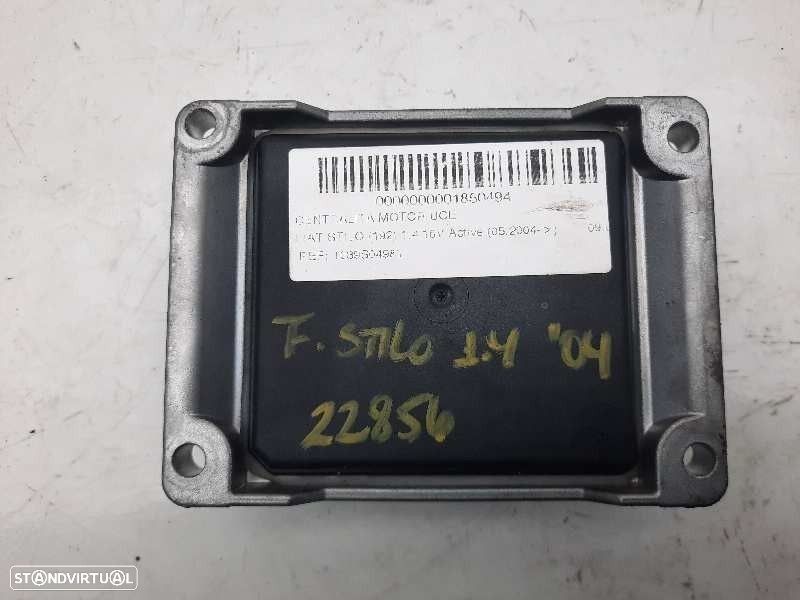 0000000001850494
CENTRALITA MOTOR UCE
FIAT STILO (192) 1.4 16V Active (05.2004->)
REF:
F. STILO 1.4 "04
22856
STANDVIRTUAL